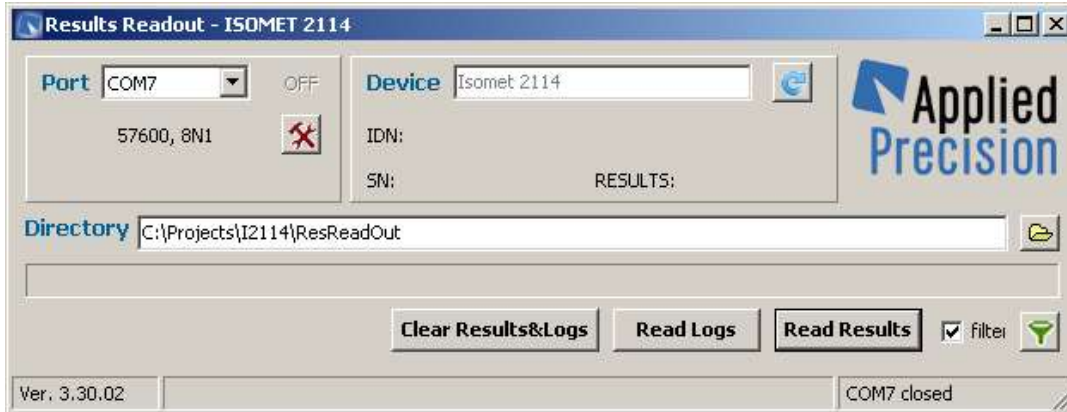 Results Readout - ISOMET 2114
Port COM7 OFF
57600, 8N1
Device Isomet 2114
IDN:
SN: RESULTS:
Applied
Precision
Directory C:\Projects\I2114\ResReadOut
Clear Results&Logs Read Logs Read Results filter
Ver. 3.30.02 COM7 closed